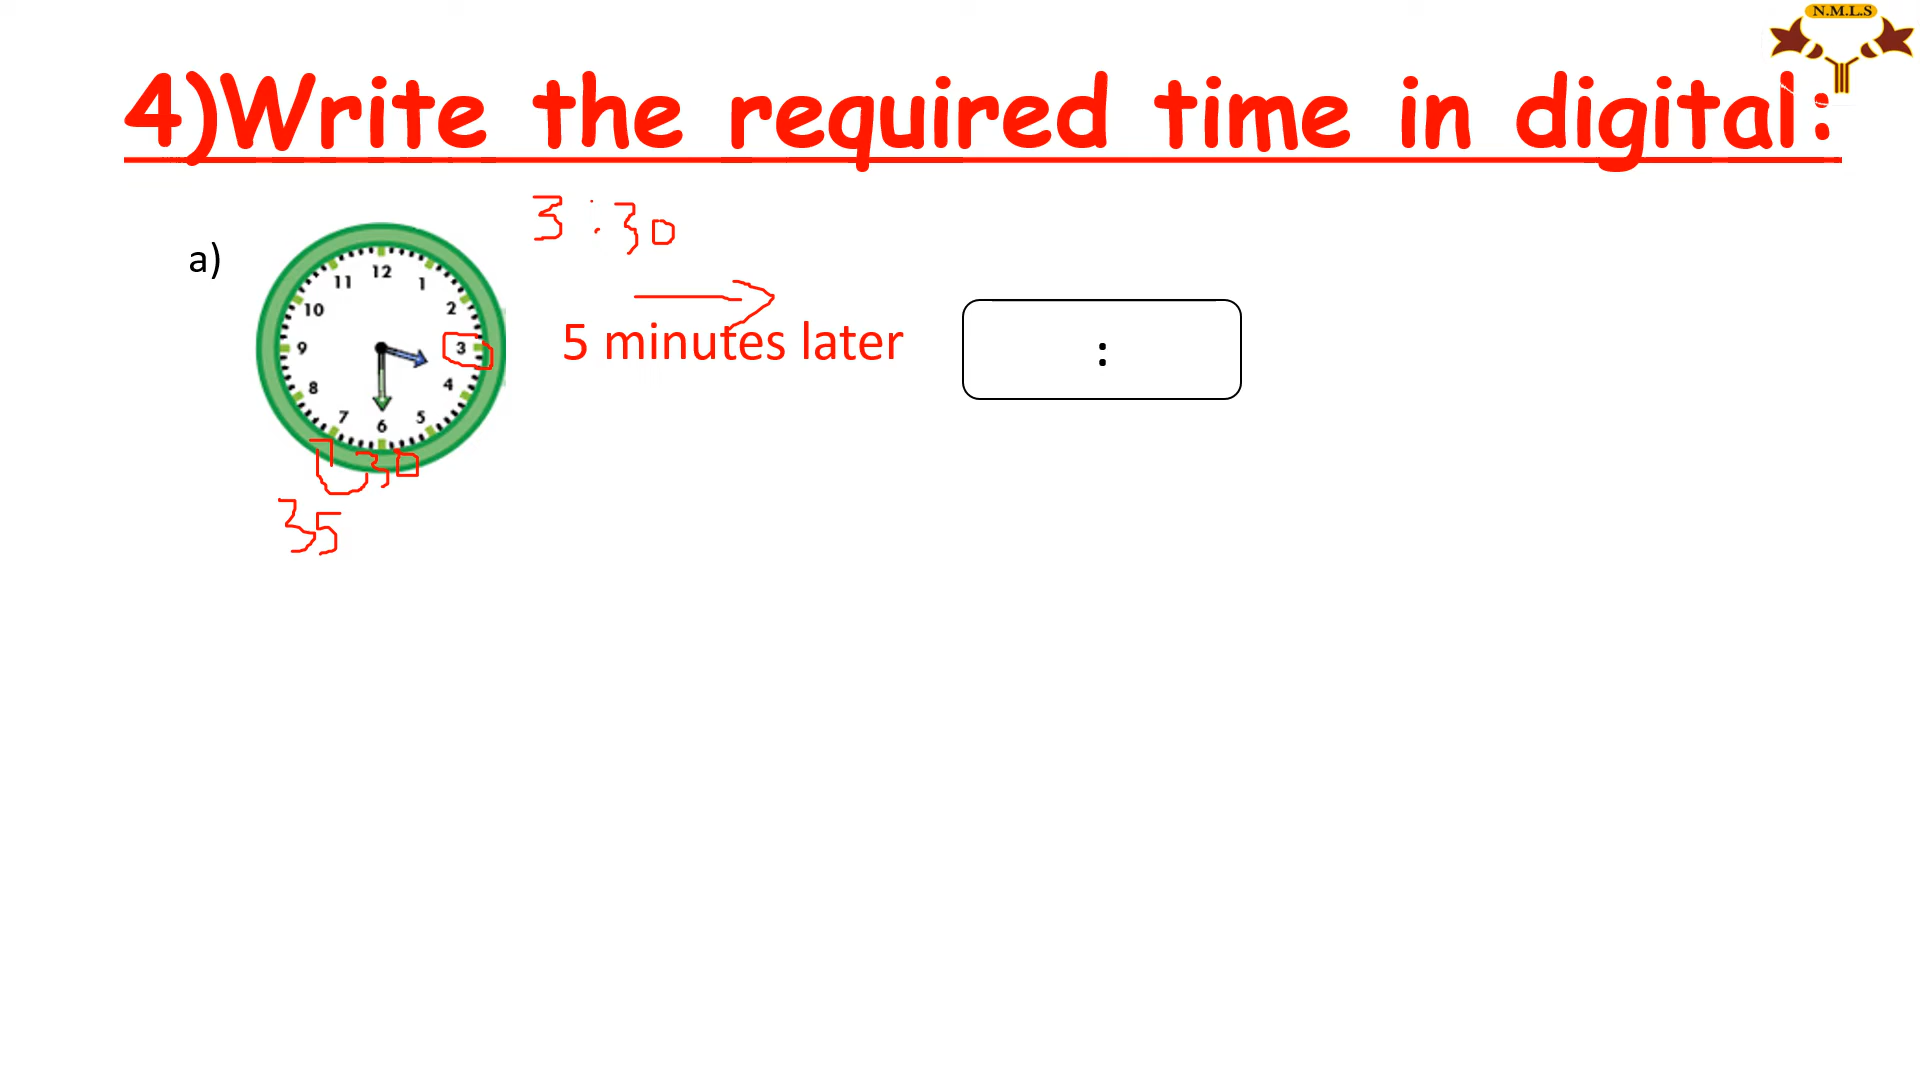 N.M.L.S
4)Write the required time in digital:
3:30
a)
12
11 1
10 2
9 3
8 4
7 5
6
5 minutes later
:
30
35